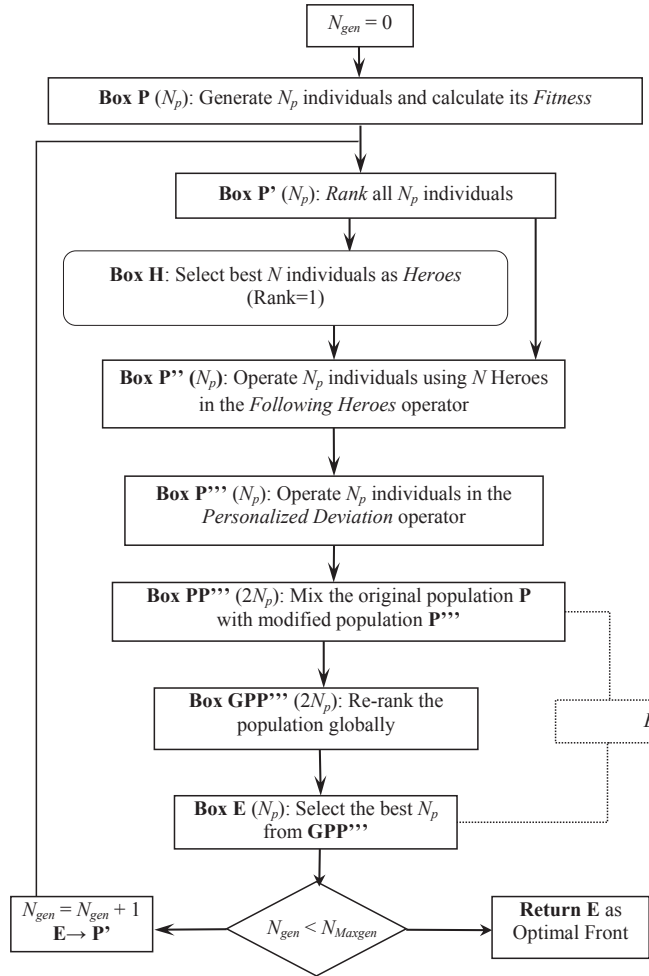 N_gen = 0
Box P (N_p): Generate N_p individuals and calculate its Fitness
Box P' (N_p): Rank all N_p individuals
Box H: Select best N individuals as Heroes
(Rank=1)
Box P'' (N_p): Operate N_p individuals using N Heroes
in the Following Heroes operator
Box P''' (N_p): Operate N_p individuals in the
Personalized Deviation operator
Box PP''' (2N_p): Mix the original population P
with modified population P'''
Box GPP''' (2N_p): Re-rank the
population globally
Box E (N_p): Select the best N_p
from GPP'''
N_gen = N_gen + 1
E→ P'
N_gen < N_Maxgen
Return E as
Optimal Front